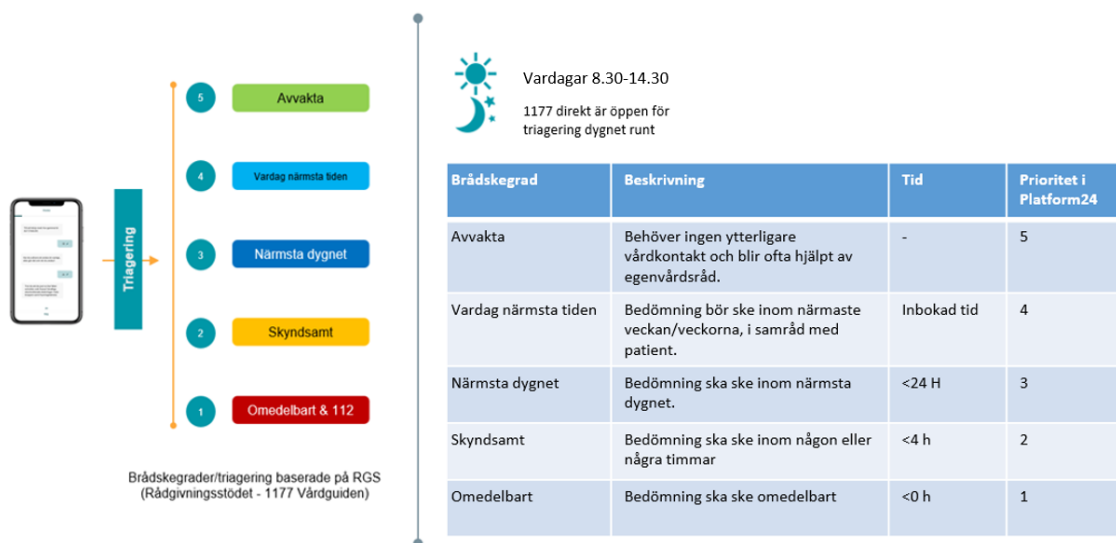 5
Avvakta
4
Vardag närmsta tiden
3
Närmsta dygnet
2
Skyndsamt
1
Omedelbart & 112
Triagering
Brådskegrader/triagering baserade på RGS
(Rådgivningsstödet - 1177 Vårdguiden)
Vardagar 8.30-14.30
1177 direkt är öppen för
triagering dygnet runt
Brådskegrad
Beskrivning
Tid
Prioritet i
Platform24
Avvakta
Behöver ingen ytterligare
vårdkontakt och blir ofta hjälpt av
egenvårdsråd.
-
5
Vardag närmsta tiden
Bedömning bör ske inom närmaste
veckan/veckorna, i samråd med
patient.
Inbokad tid
4
Närmsta dygnet
Bedömning ska ske inom närmsta
dygnet.
<24 H
3
Skyndsamt
Bedömning ska ske inom någon eller
några timmar
<4 h
2
Omedelbart
Bedömning ska ske omedelbart
<0 h
1